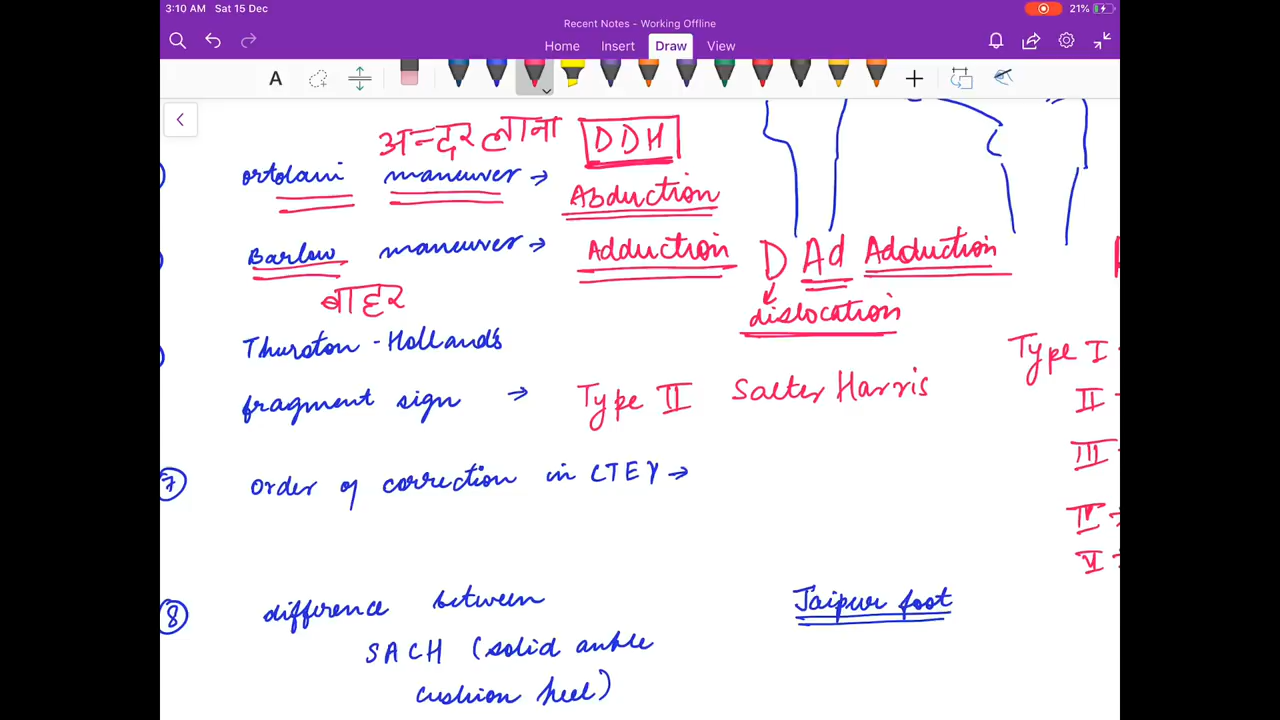 3:10 AM Sat 15 Dec
21%
Recent Notes - Working Offline
Home Insert Draw View
A
अन्दर लाना DDH
ortolani maneuver → Abduction
Barlow maneuver → Adduction D Ad Adduction
बाहर dislocation
Thurston - Holland's
fragment sign → Type II Salter Harris
Type I
II
III
IV
V
7 order of correction in CTEV →
8 difference between Jaipur foot
SACH (solid ankle
cushion heel)